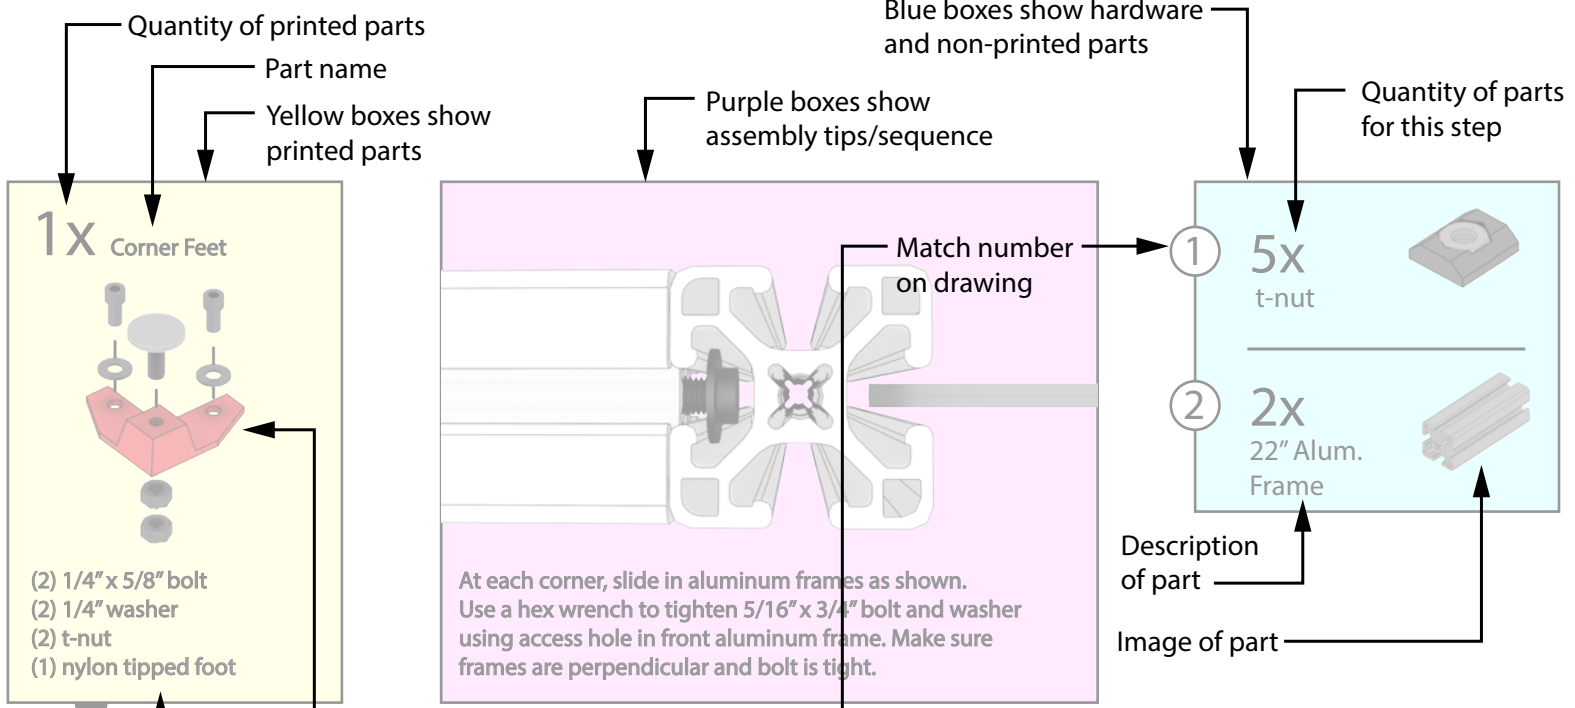 Quantity of printed parts
Part name
Yellow boxes show
printed parts
Purple boxes show
assembly tips/sequence
Blue boxes show hardware
and non-printed parts
Quantity of parts
for this step
1x Corner Feet
(2) 1/4” x 5/8” bolt
(2) 1/4” washer
(2) t-nut
(1) nylon tipped foot
Match number
on drawing
At each corner, slide in aluminum frames as shown.
Use a hex wrench to tighten 5/16” x 3/4” bolt and washer
using access hole in front aluminum frame. Make sure
frames are perpendicular and bolt is tight.
1
5x
t-nut
2
2x
22” Alum.
Frame
Description
of part
Image of part